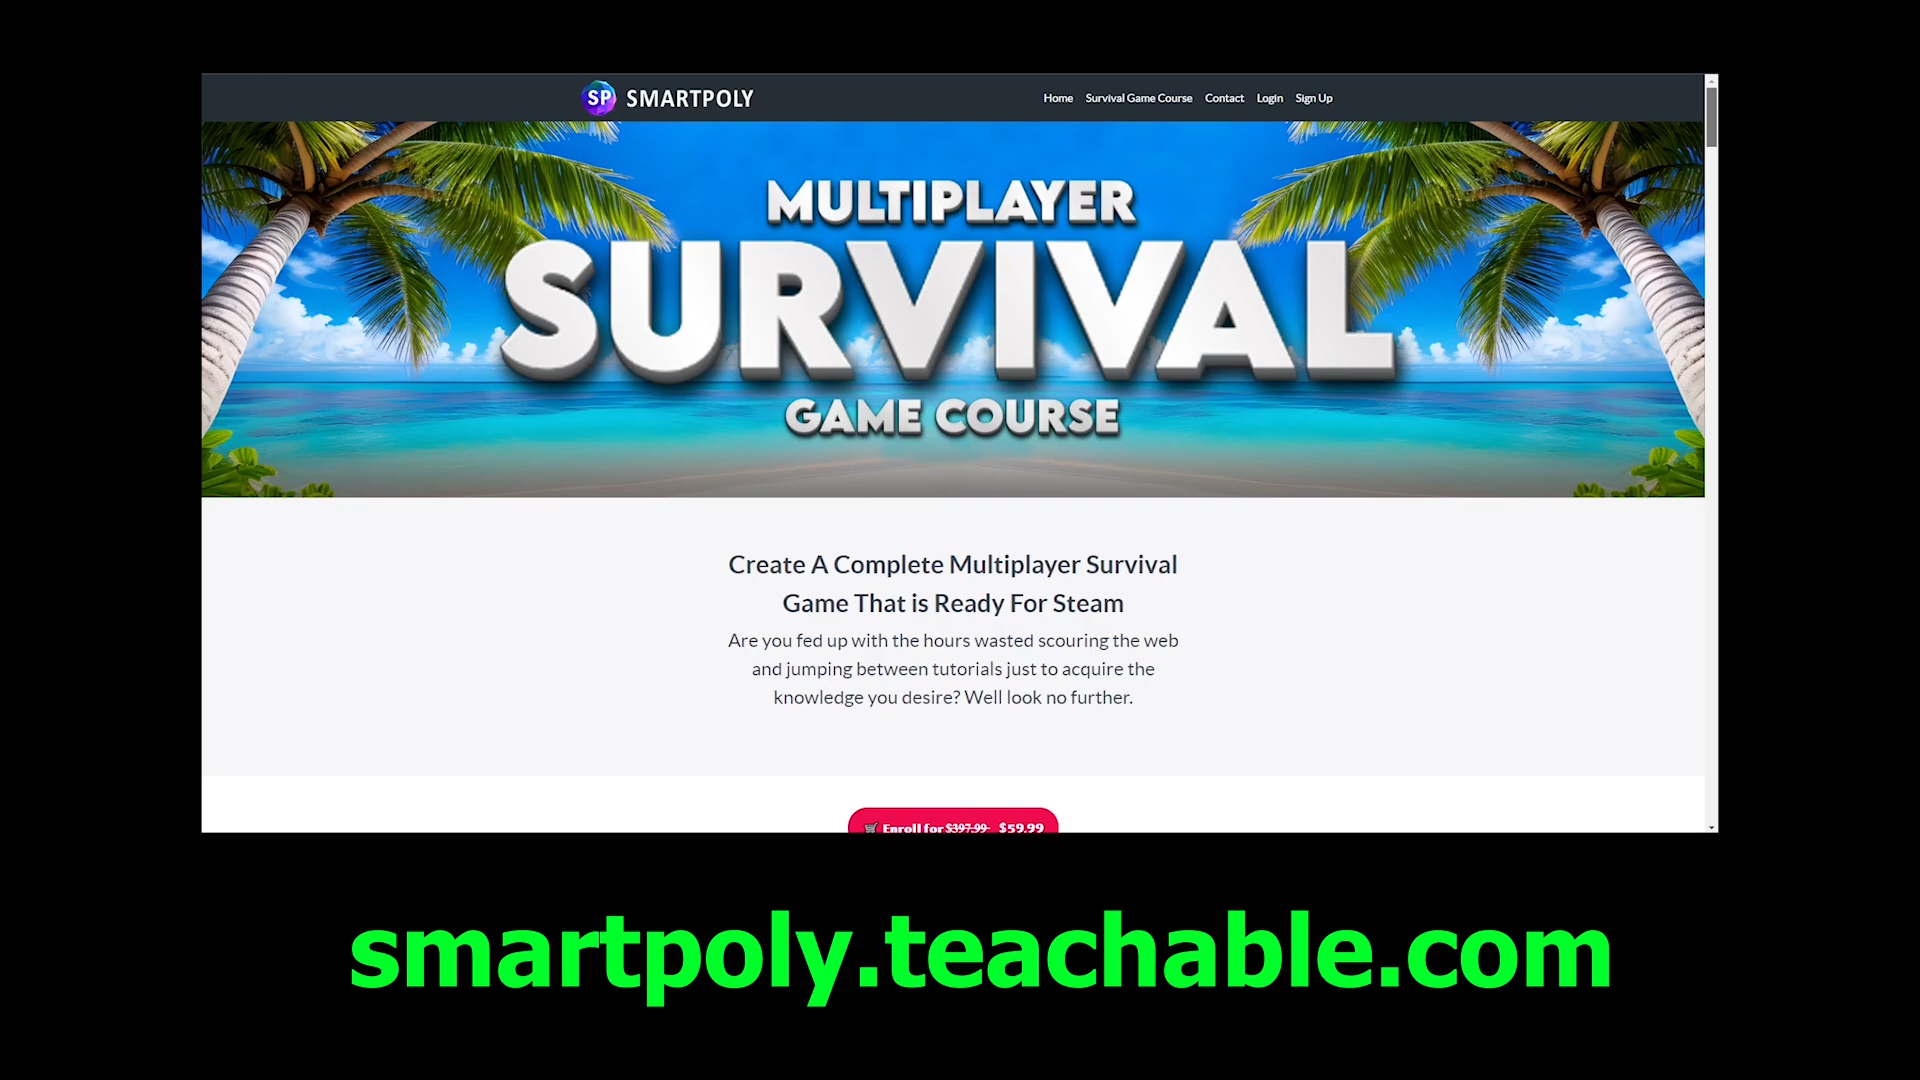 SP SMARTPOLY
Home Survival Game Course Contact Login Sign Up
MULTIPLAYER
SURVIVAL
GAME COURSE
Create A Complete Multiplayer Survival
Game That is Ready For Steam
Are you fed up with the hours wasted scouring the web
and jumping between tutorials just to acquire the
knowledge you desire? Well look no further.
Enroll for $397.99 $59.99
smartpoly.teachable.com